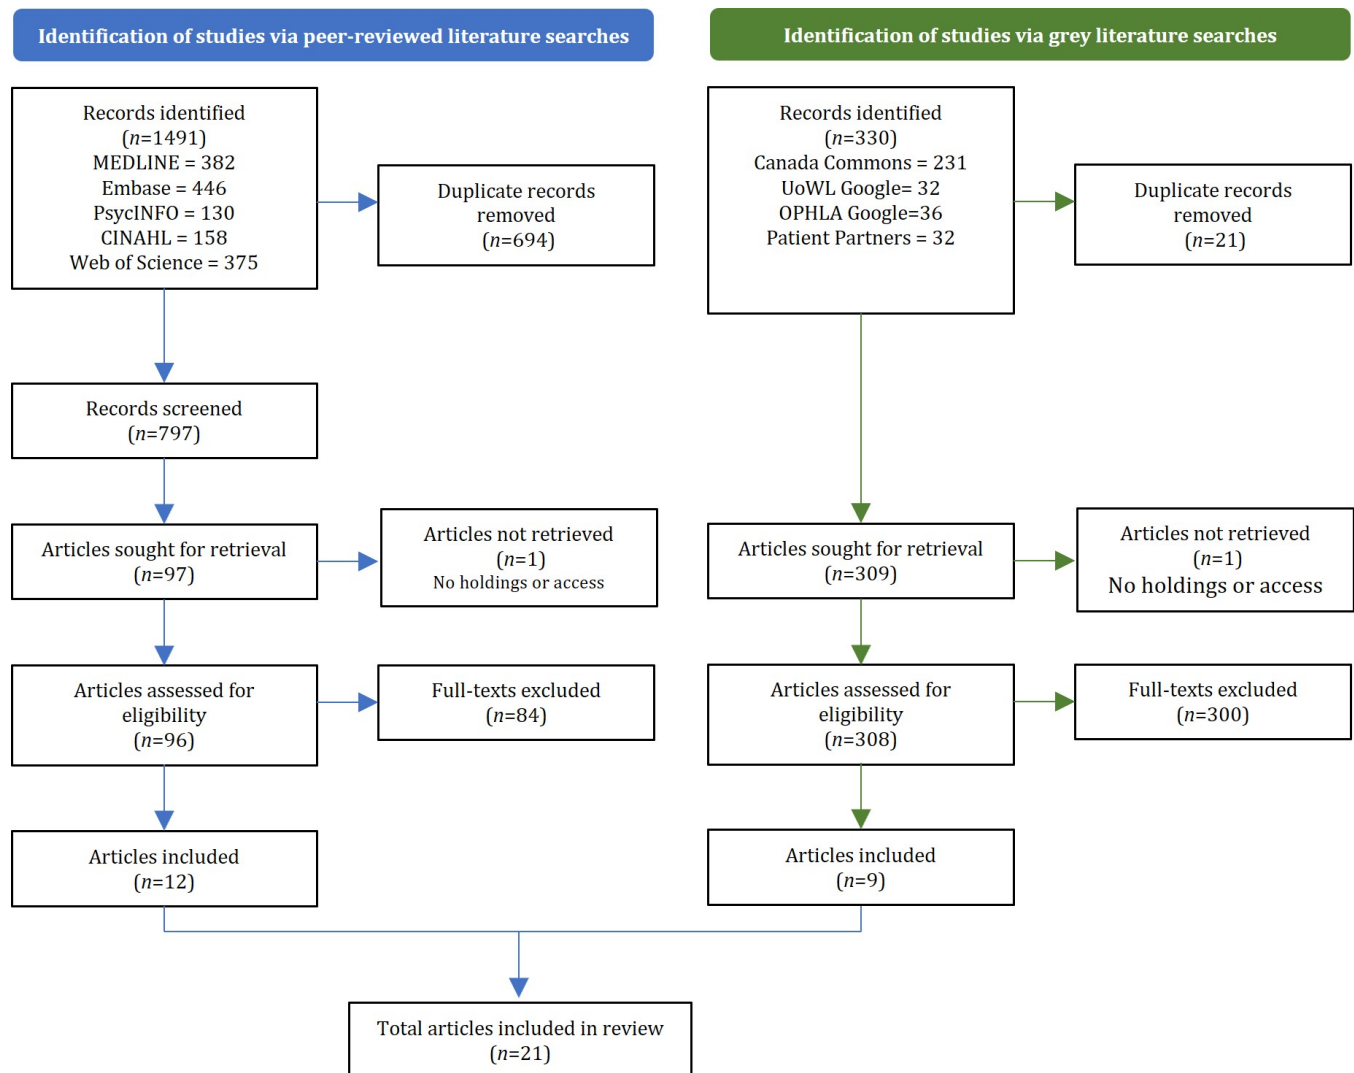 Identification of studies via peer-reviewed literature searches
Records identified
(n=1491)
MEDLINE = 382
Embase = 446
PsycINFO = 130
CINAHL = 158
Web of Science = 375
Duplicate records
removed
(n=694)
Records screened
(n=797)
Articles sought for retrieval
(n=97)
Articles not retrieved
(n=1)
No holdings or access
Articles assessed for
eligibility
(n=96)
Full-texts excluded
(n=84)
Articles included
(n=12)
Identification of studies via grey literature searches
Records identified
(n=330)
Canada Commons = 231
UoWL Google= 32
OPHLA Google=36
Patient Partners = 32
Duplicate records
removed
(n=21)
Articles sought for retrieval
(n=309)
Articles not retrieved
(n=1)
No holdings or access
Articles assessed for
eligibility
(n=308)
Full-texts excluded
(n=300)
Articles included
(n=9)
Total articles included in review
(n=21)